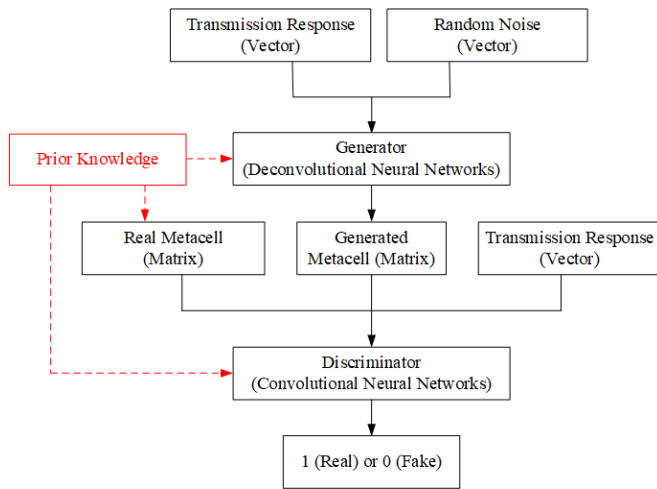 Transmission Response
(Vector)
Random Noise
(Vector)
Prior Knowledge
Generator
(Deconvolutional Neural Networks)
Real Metacell
(Matrix)
Generated
Metacell (Matrix)
Transmission Response
(Vector)
Discriminator
(Convolutional Neural Networks)
1 (Real) or 0 (Fake)